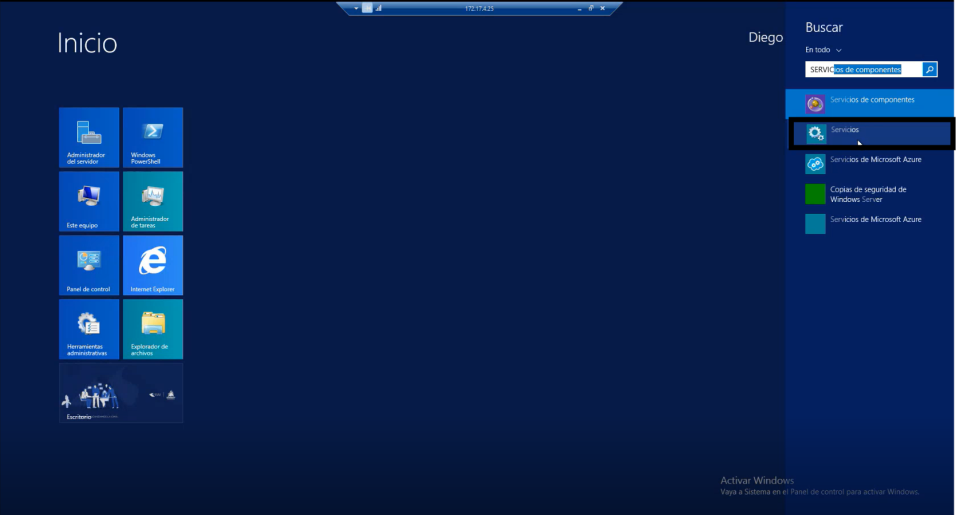 172.17.4.25
Inicio
Diego
Buscar
En todo
SERVICios de componentes
Servicios de componentes
Servicios
Servicios de Microsoft Azure
Copias de seguridad de
Windows Server
Servicios de Microsoft Azure
Administrador
del servidor
Windows
PowerShell
Este equipo
Administrador
de tareas
Panel de control
Internet Explorer
Herramientas
administrativas
Explorador de
archivos
Escritorio
Activar Windows
Vaya a Sistema en el Panel de control para activar Windows.